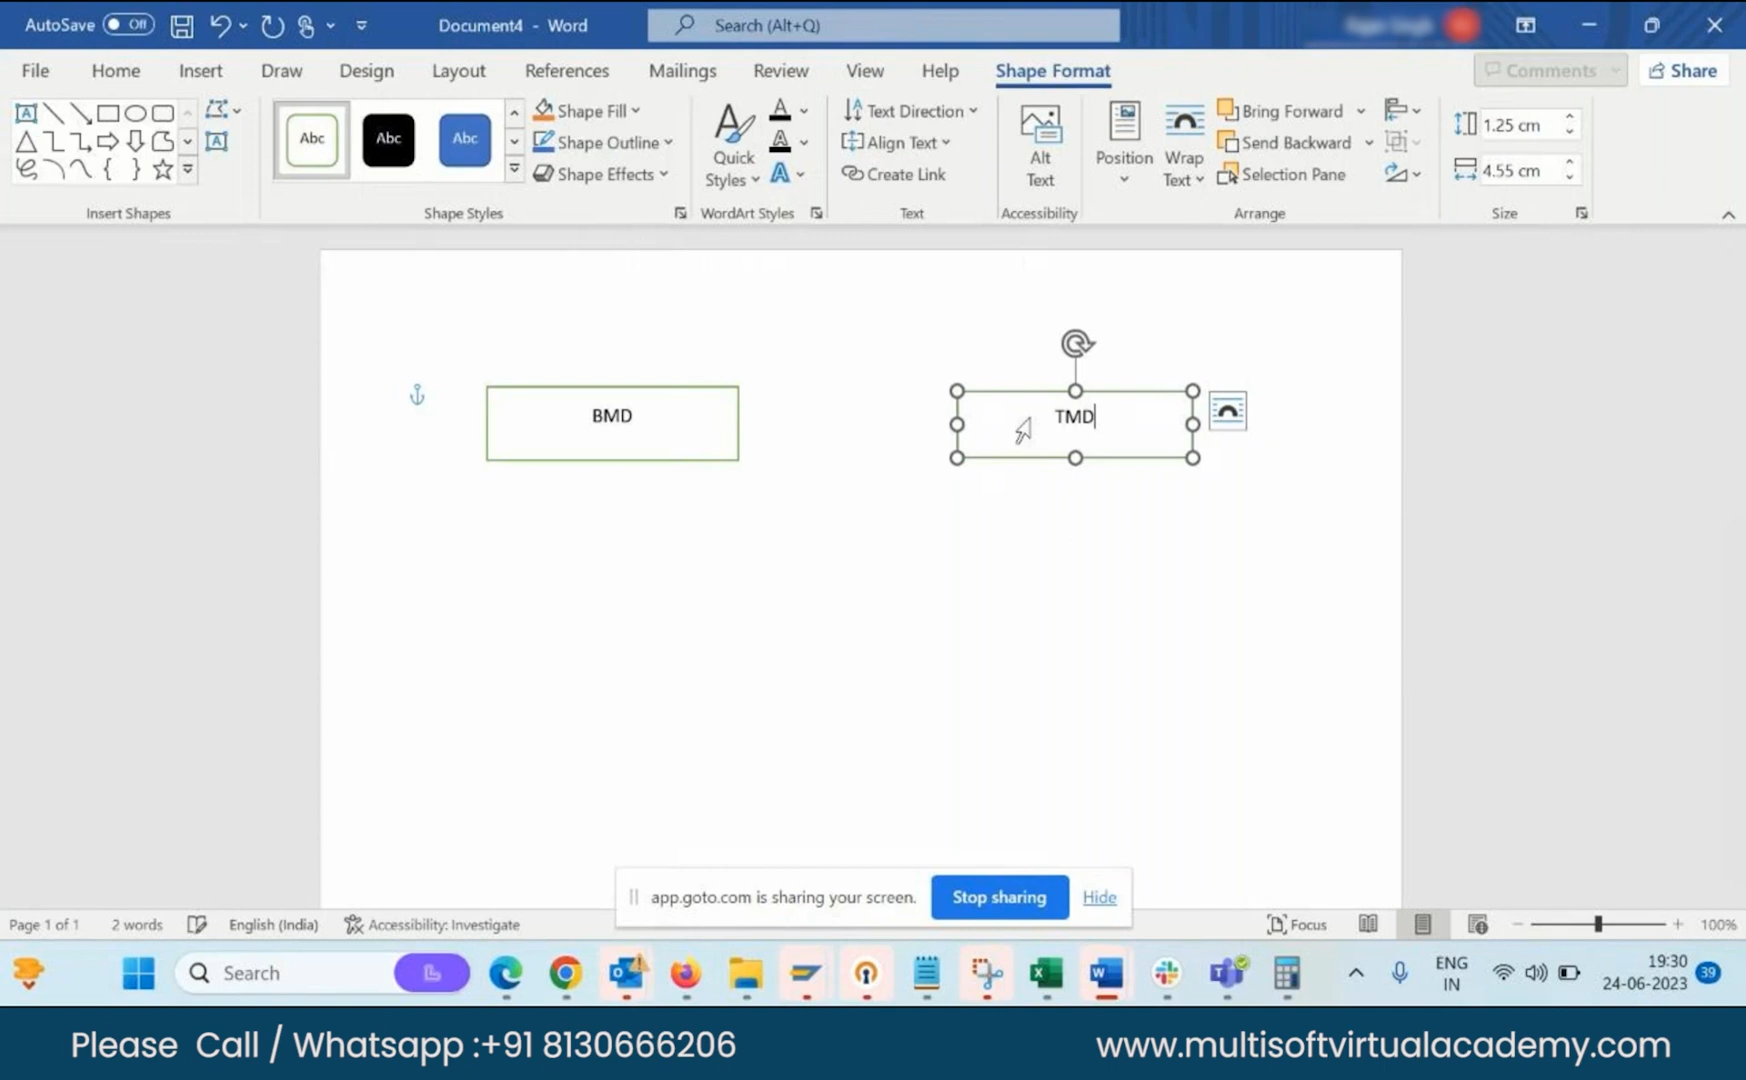 AutoSave Off Document4 - Word Search (Alt+Q)
File Home Insert Draw Design Layout References Mailings Review View Help Shape Format Comments Share
Abc Abc Abc
Shape Fill
Shape Outline
Shape Effects
Quick
Styles
Text Direction
Align Text
Create Link
Alt
Text
Position
Wrap
Text
Bring Forward
Send Backward
Selection Pane
1.25 cm
4.55 cm
Insert Shapes Shape Styles WordArt Styles Text Accessibility Arrange Size
BMD
TMD
app.goto.com is sharing your screen. Stop sharing Hide
Page 1 of 1 2 words English (India) Accessibility: Investigate Focus 100%
Search
ENG
IN
19:30
24-06-2023
39
Please Call / Whatsapp :+91 8130666206
www.multisoftvirtualacademy.com